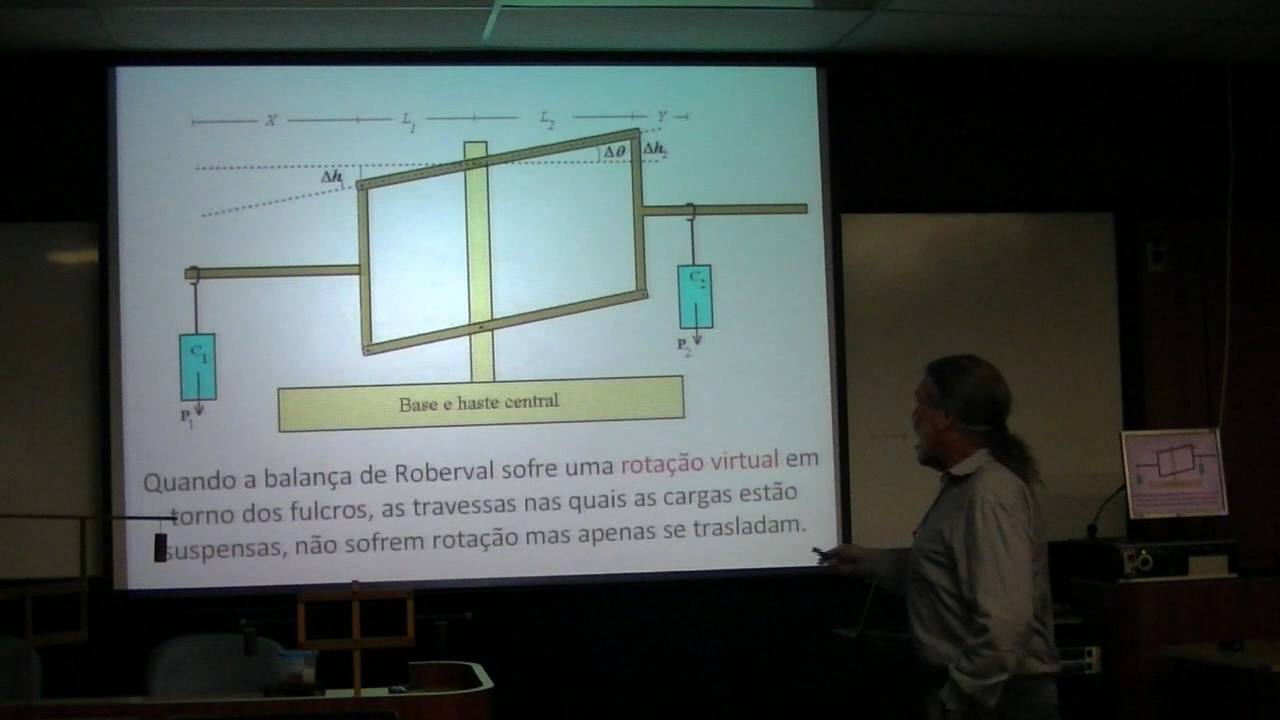 X L1 L2 Y
Δh1 Δθ Δh2
C2
C1
P2
P1
Base e haste central
Quando a balança de Roberval sofre uma rotação virtual em
torno dos fulcros, as travessas nas quais as cargas estão
suspensas, não sofrem rotação mas apenas se trasladam.